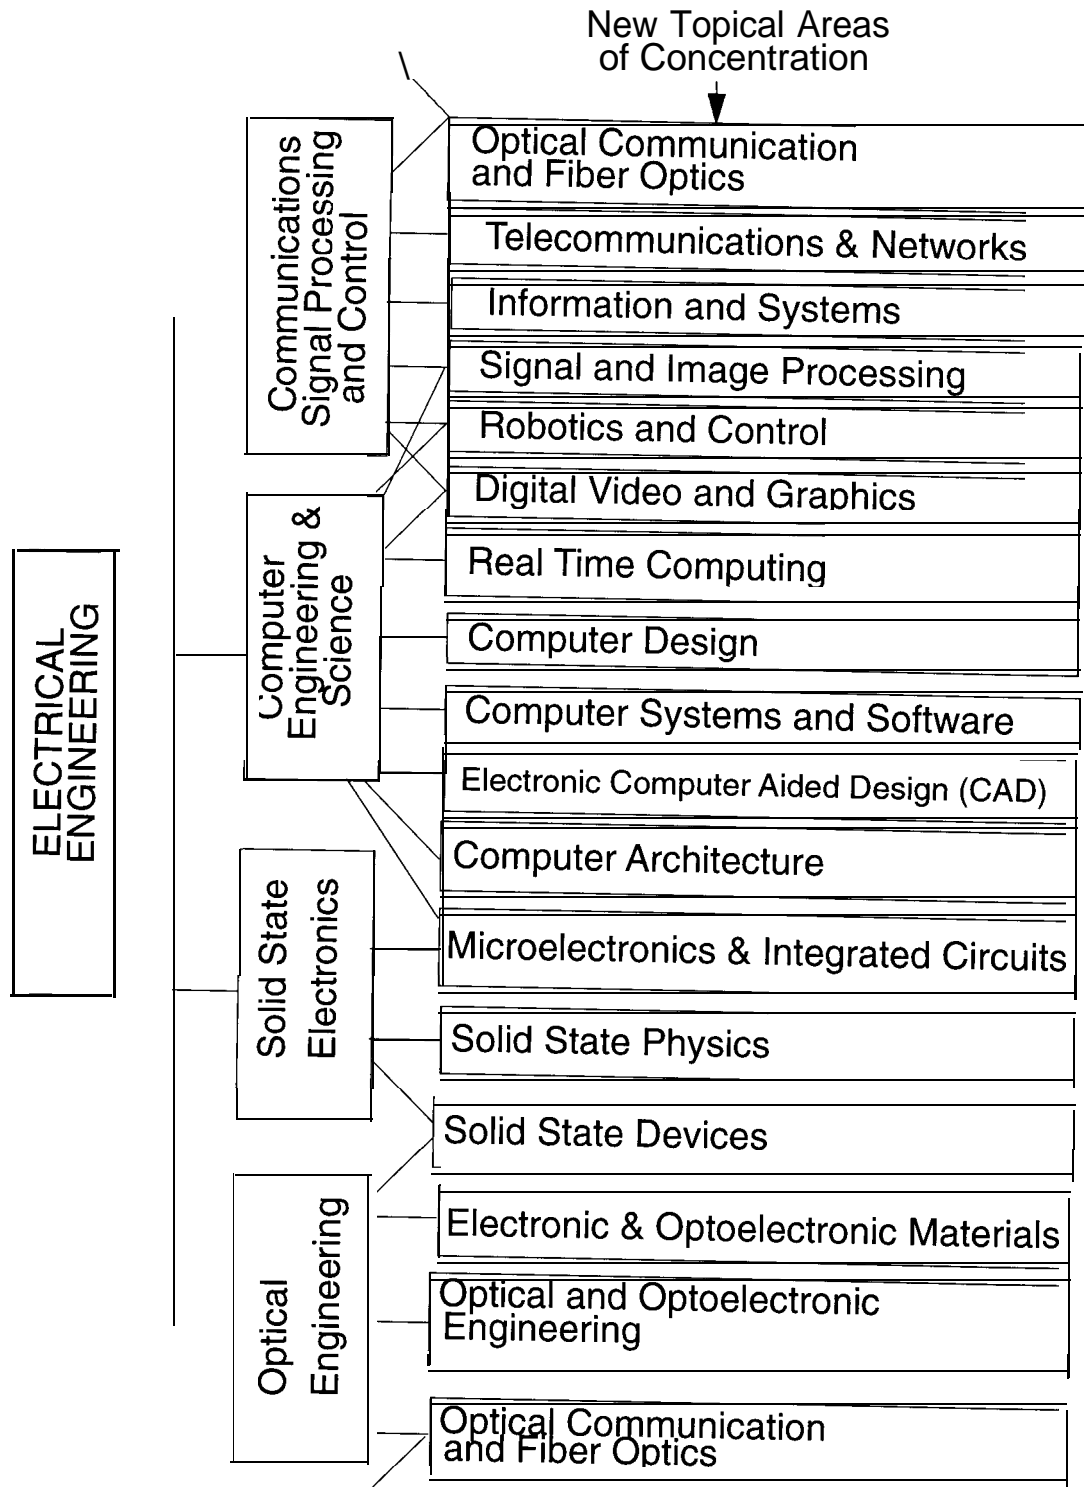 New Topical Areas
of Concentration
ELECTRICAL
ENGINEERING
Communications
Signal Processing
and Control
Optical Communication
and Fiber Optics
Telecommunications & Networks
Information and Systems
Signal and Image Processing
Robotics and Control
Digital Video and Graphics
Computer
Engineering &
Science
Real Time Computing
Computer Design
Computer Systems and Software
Electronic Computer Aided Design (CAD)
Computer Architecture
Solid State
Electronics
Microelectronics & Integrated Circuits
Solid State Physics
Solid State Devices
Optical
Engineering
Electronic & Optoelectronic Materials
Optical and Optoelectronic
Engineering
Optical Communication
and Fiber Optics